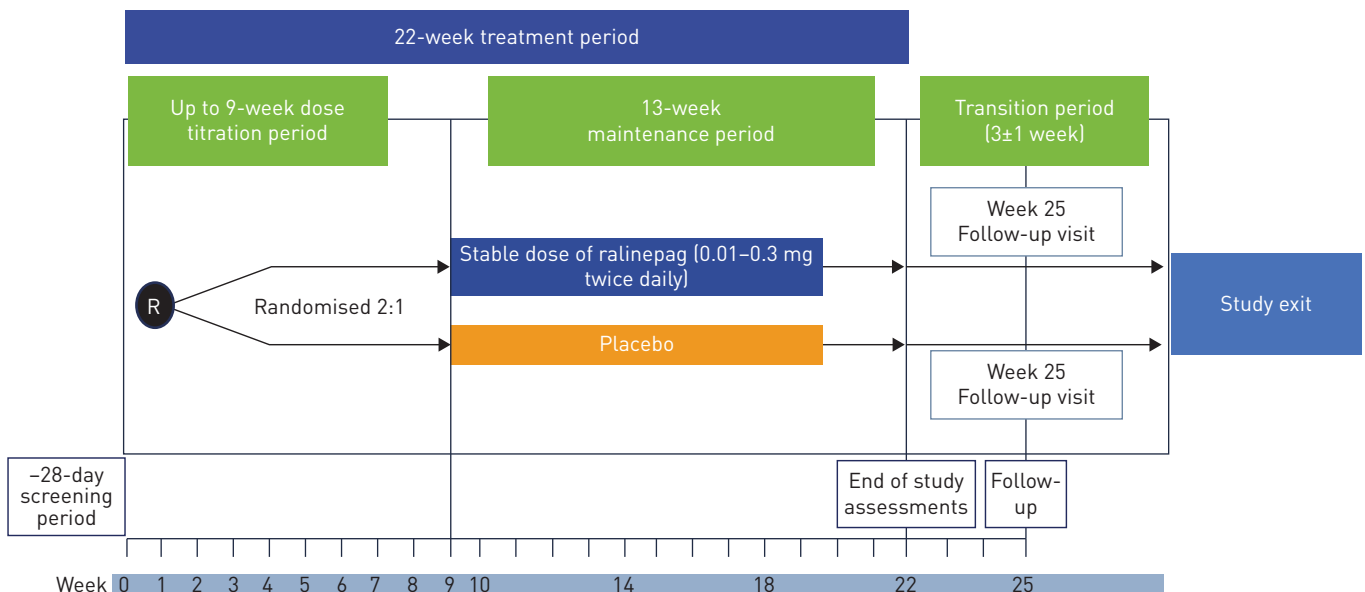 22-week treatment period
Up to 9-week dose
titration period
13-week
maintenance period
Transition period
(3±1 week)
Week 25
Follow-up visit
Stable dose of ralinepag (0.01–0.3 mg
twice daily)
R
Randomised 2:1
Study exit
Placebo
Week 25
Follow-up visit
–28-day
screening
period
End of study
assessments
Follow-
up
Week 0 1 2 3 4 5 6 7 8 9 10 14 18 22 25